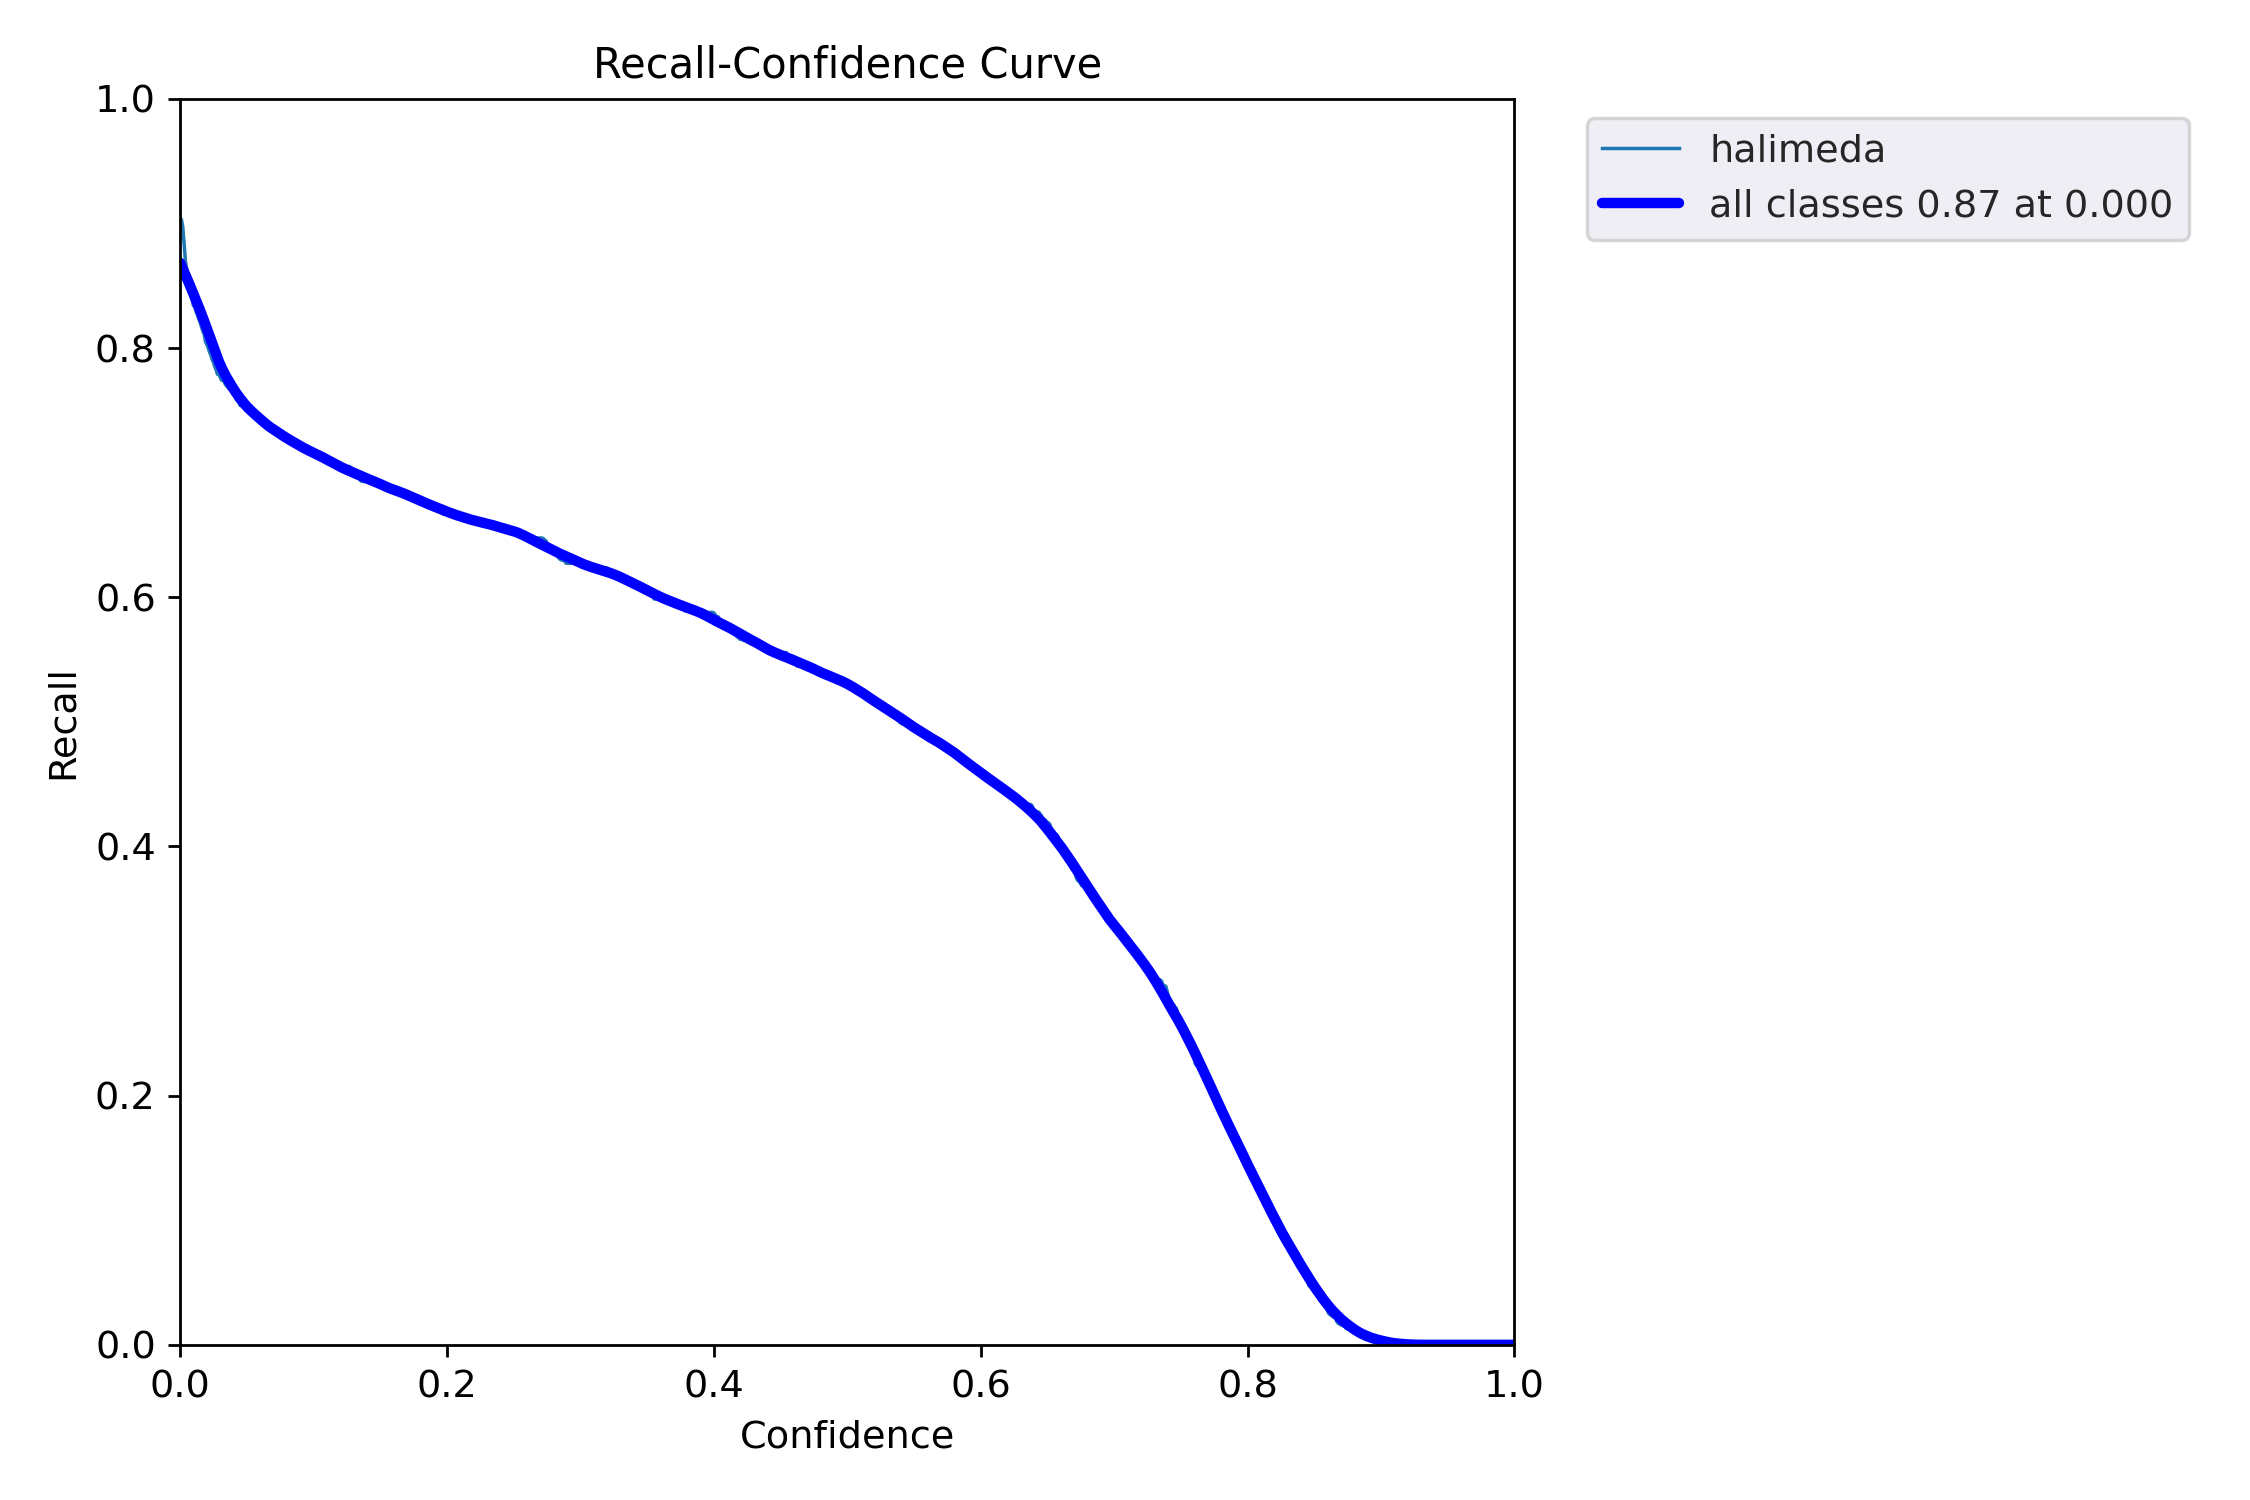 Recall-Confidence Curve
halimeda
all classes 0.87 at 0.000
1.0
0.8
0.6
0.4
0.2
0.0
Recall
0.0 0.2 0.4 0.6 0.8 1.0
Confidence